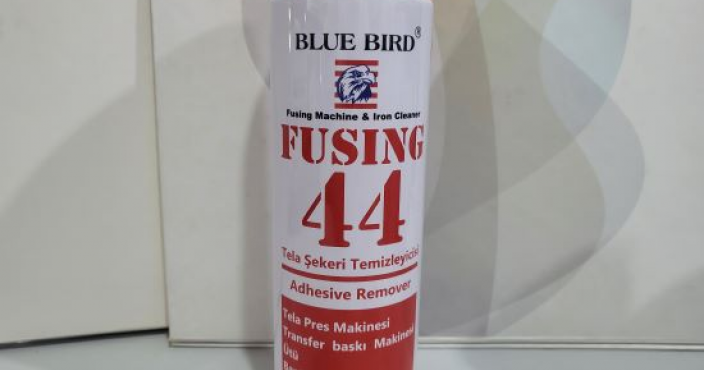 BLUE BIRD®
Fusing Machine & Iron Cleaner
FUSING
44
Tela Şekeri Temizleyicisi
Adhesive Remover
Tela Pres Makinesi
Transfer baskı Makinesi
Ütü